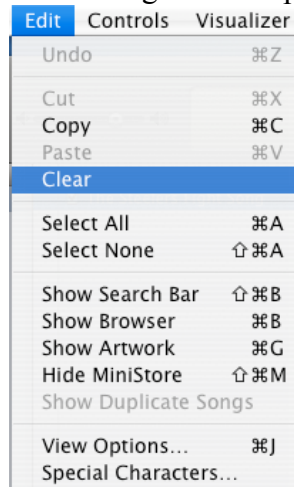 Edit Controls Visualizer
Undo ⌘Z
Cut ⌘X
Copy ⌘C
Paste ⌘V
Clear
Select All ⌘A
Select None ⇧⌘A
Show Search Bar ⇧⌘B
Show Browser ⌘B
Show Artwork ⌘G
Hide MiniStore ⇧⌘M
Show Duplicate Songs
View Options... ⌘J
Special Characters...